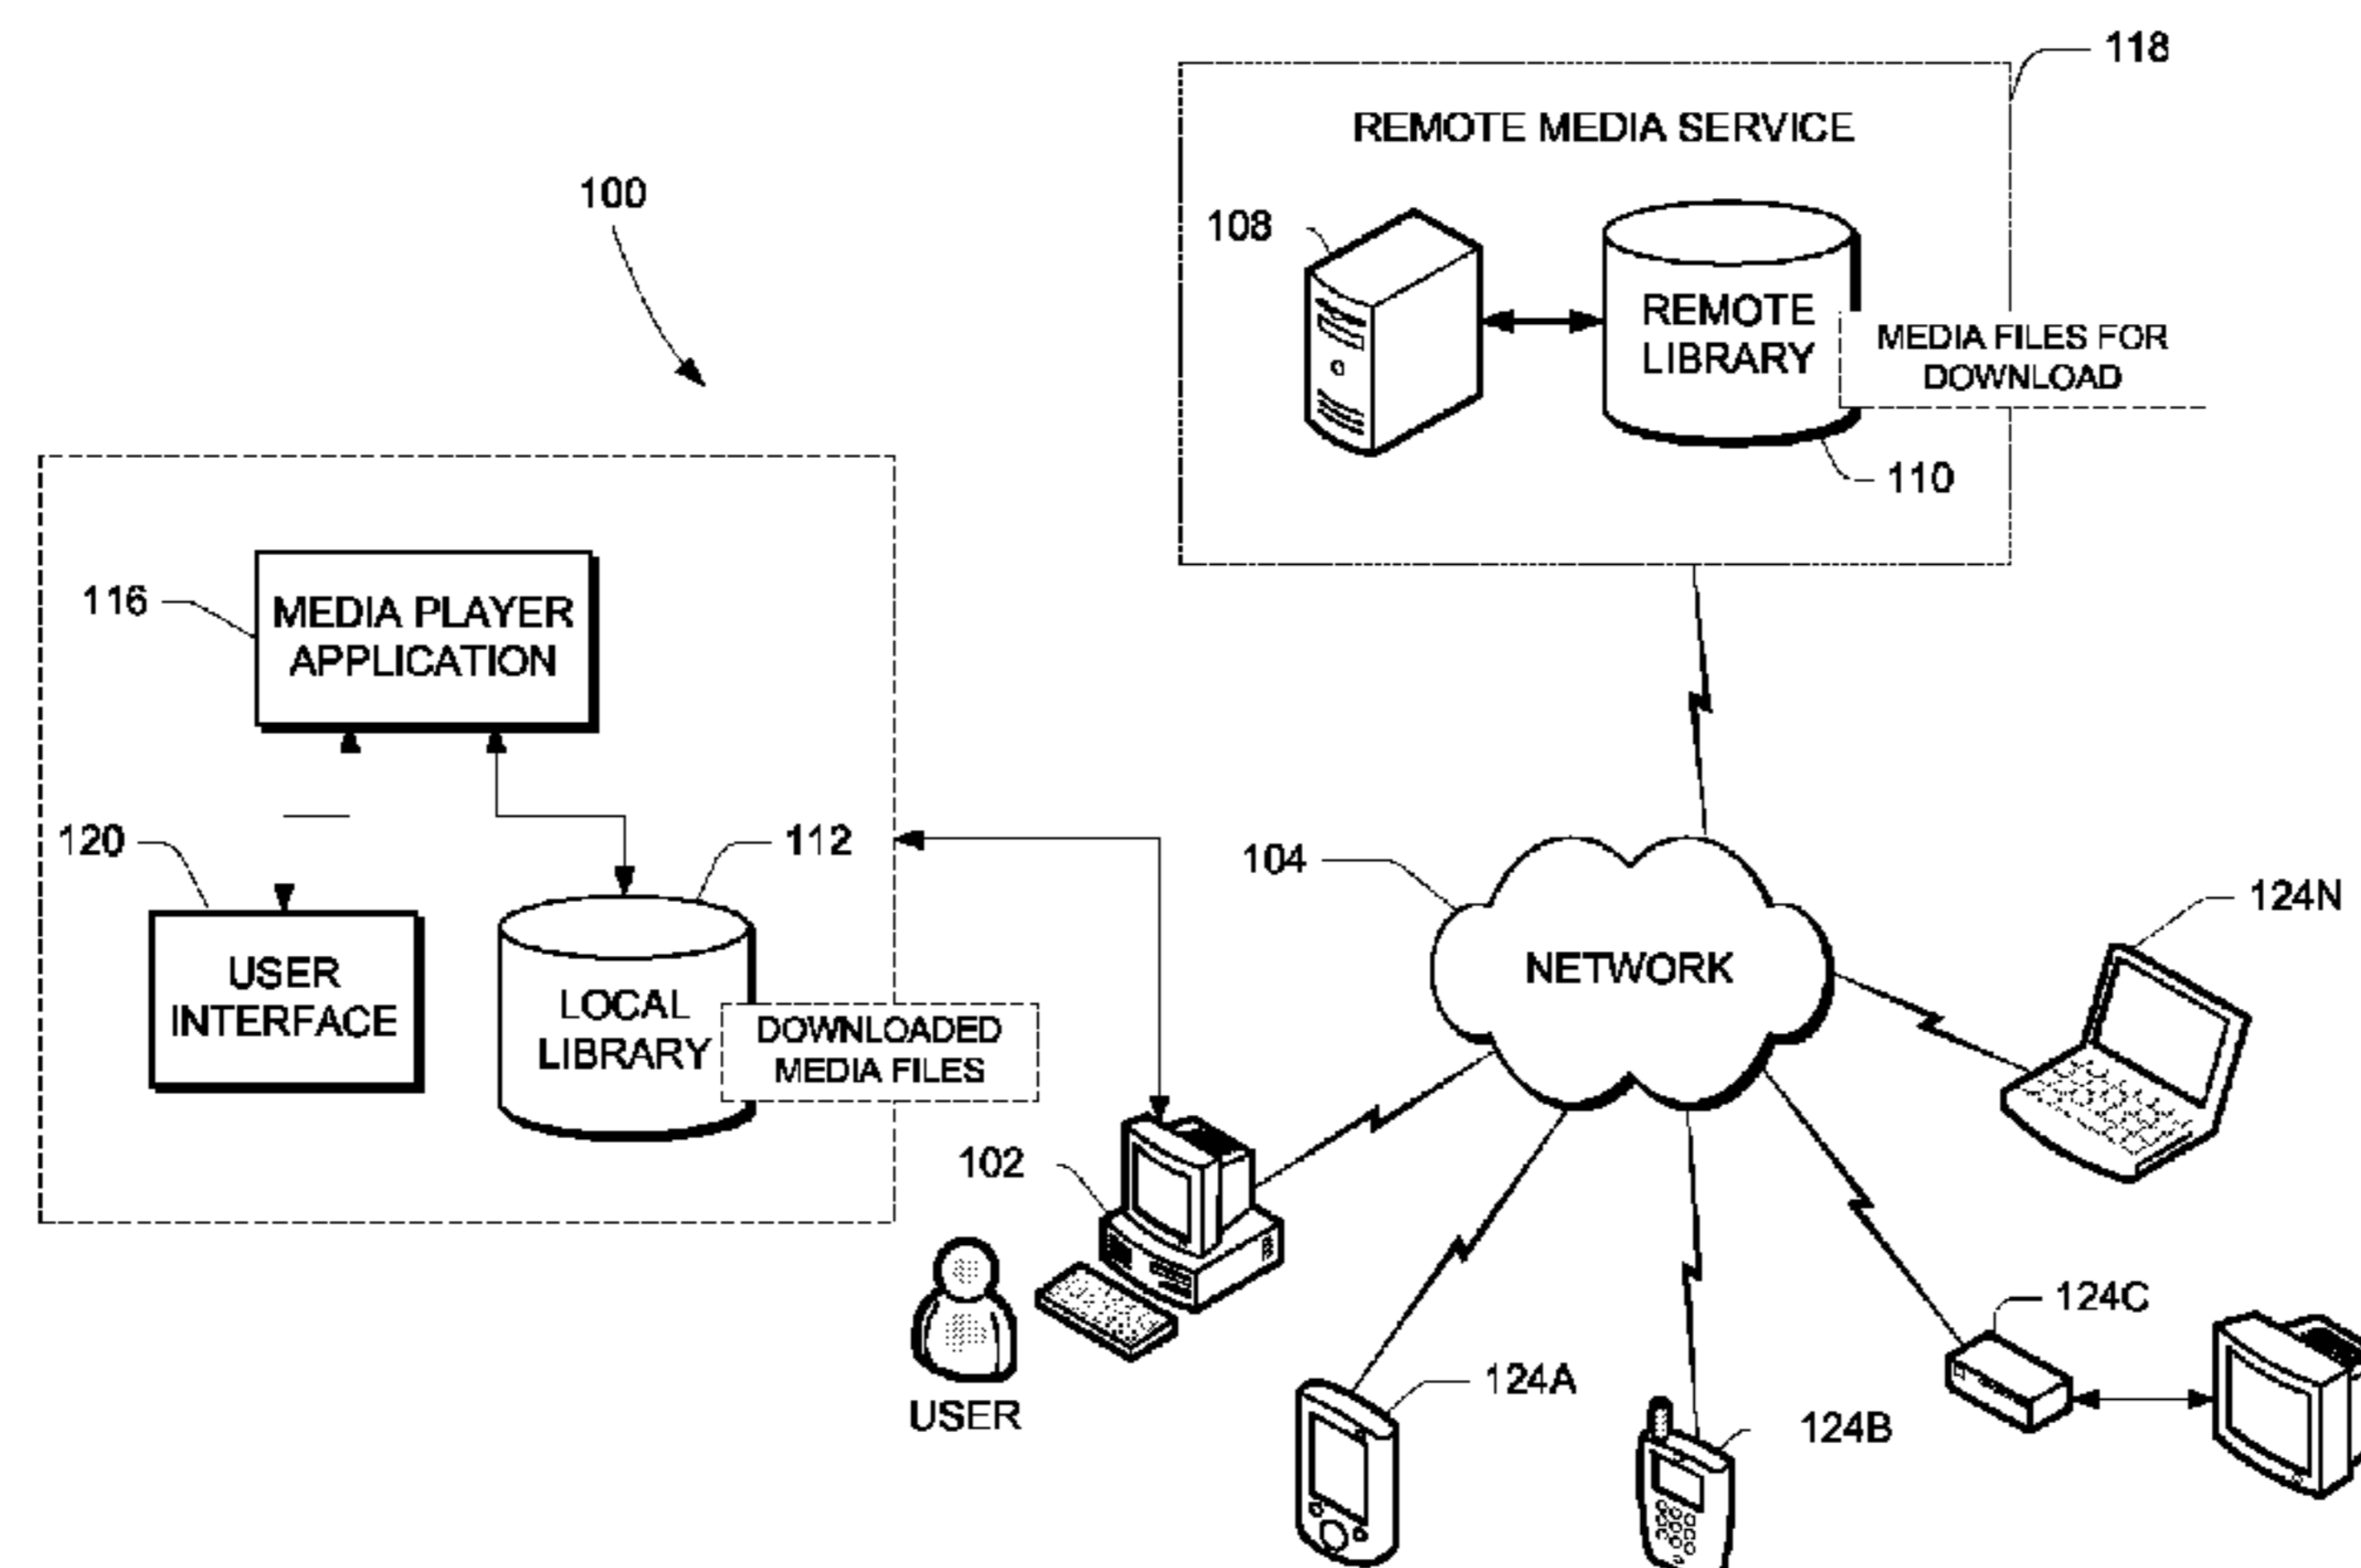 118
REMOTE MEDIA SERVICE
100
108
REMOTE
LIBRARY
MEDIA FILES FOR
DOWNLOAD
110
116
MEDIA PLAYER
APPLICATION
120
112
104
124N
USER
INTERFACE
LOCAL
LIBRARY
DOWNLOADED
MEDIA FILES
NETWORK
102
124C
USER
124A
124B